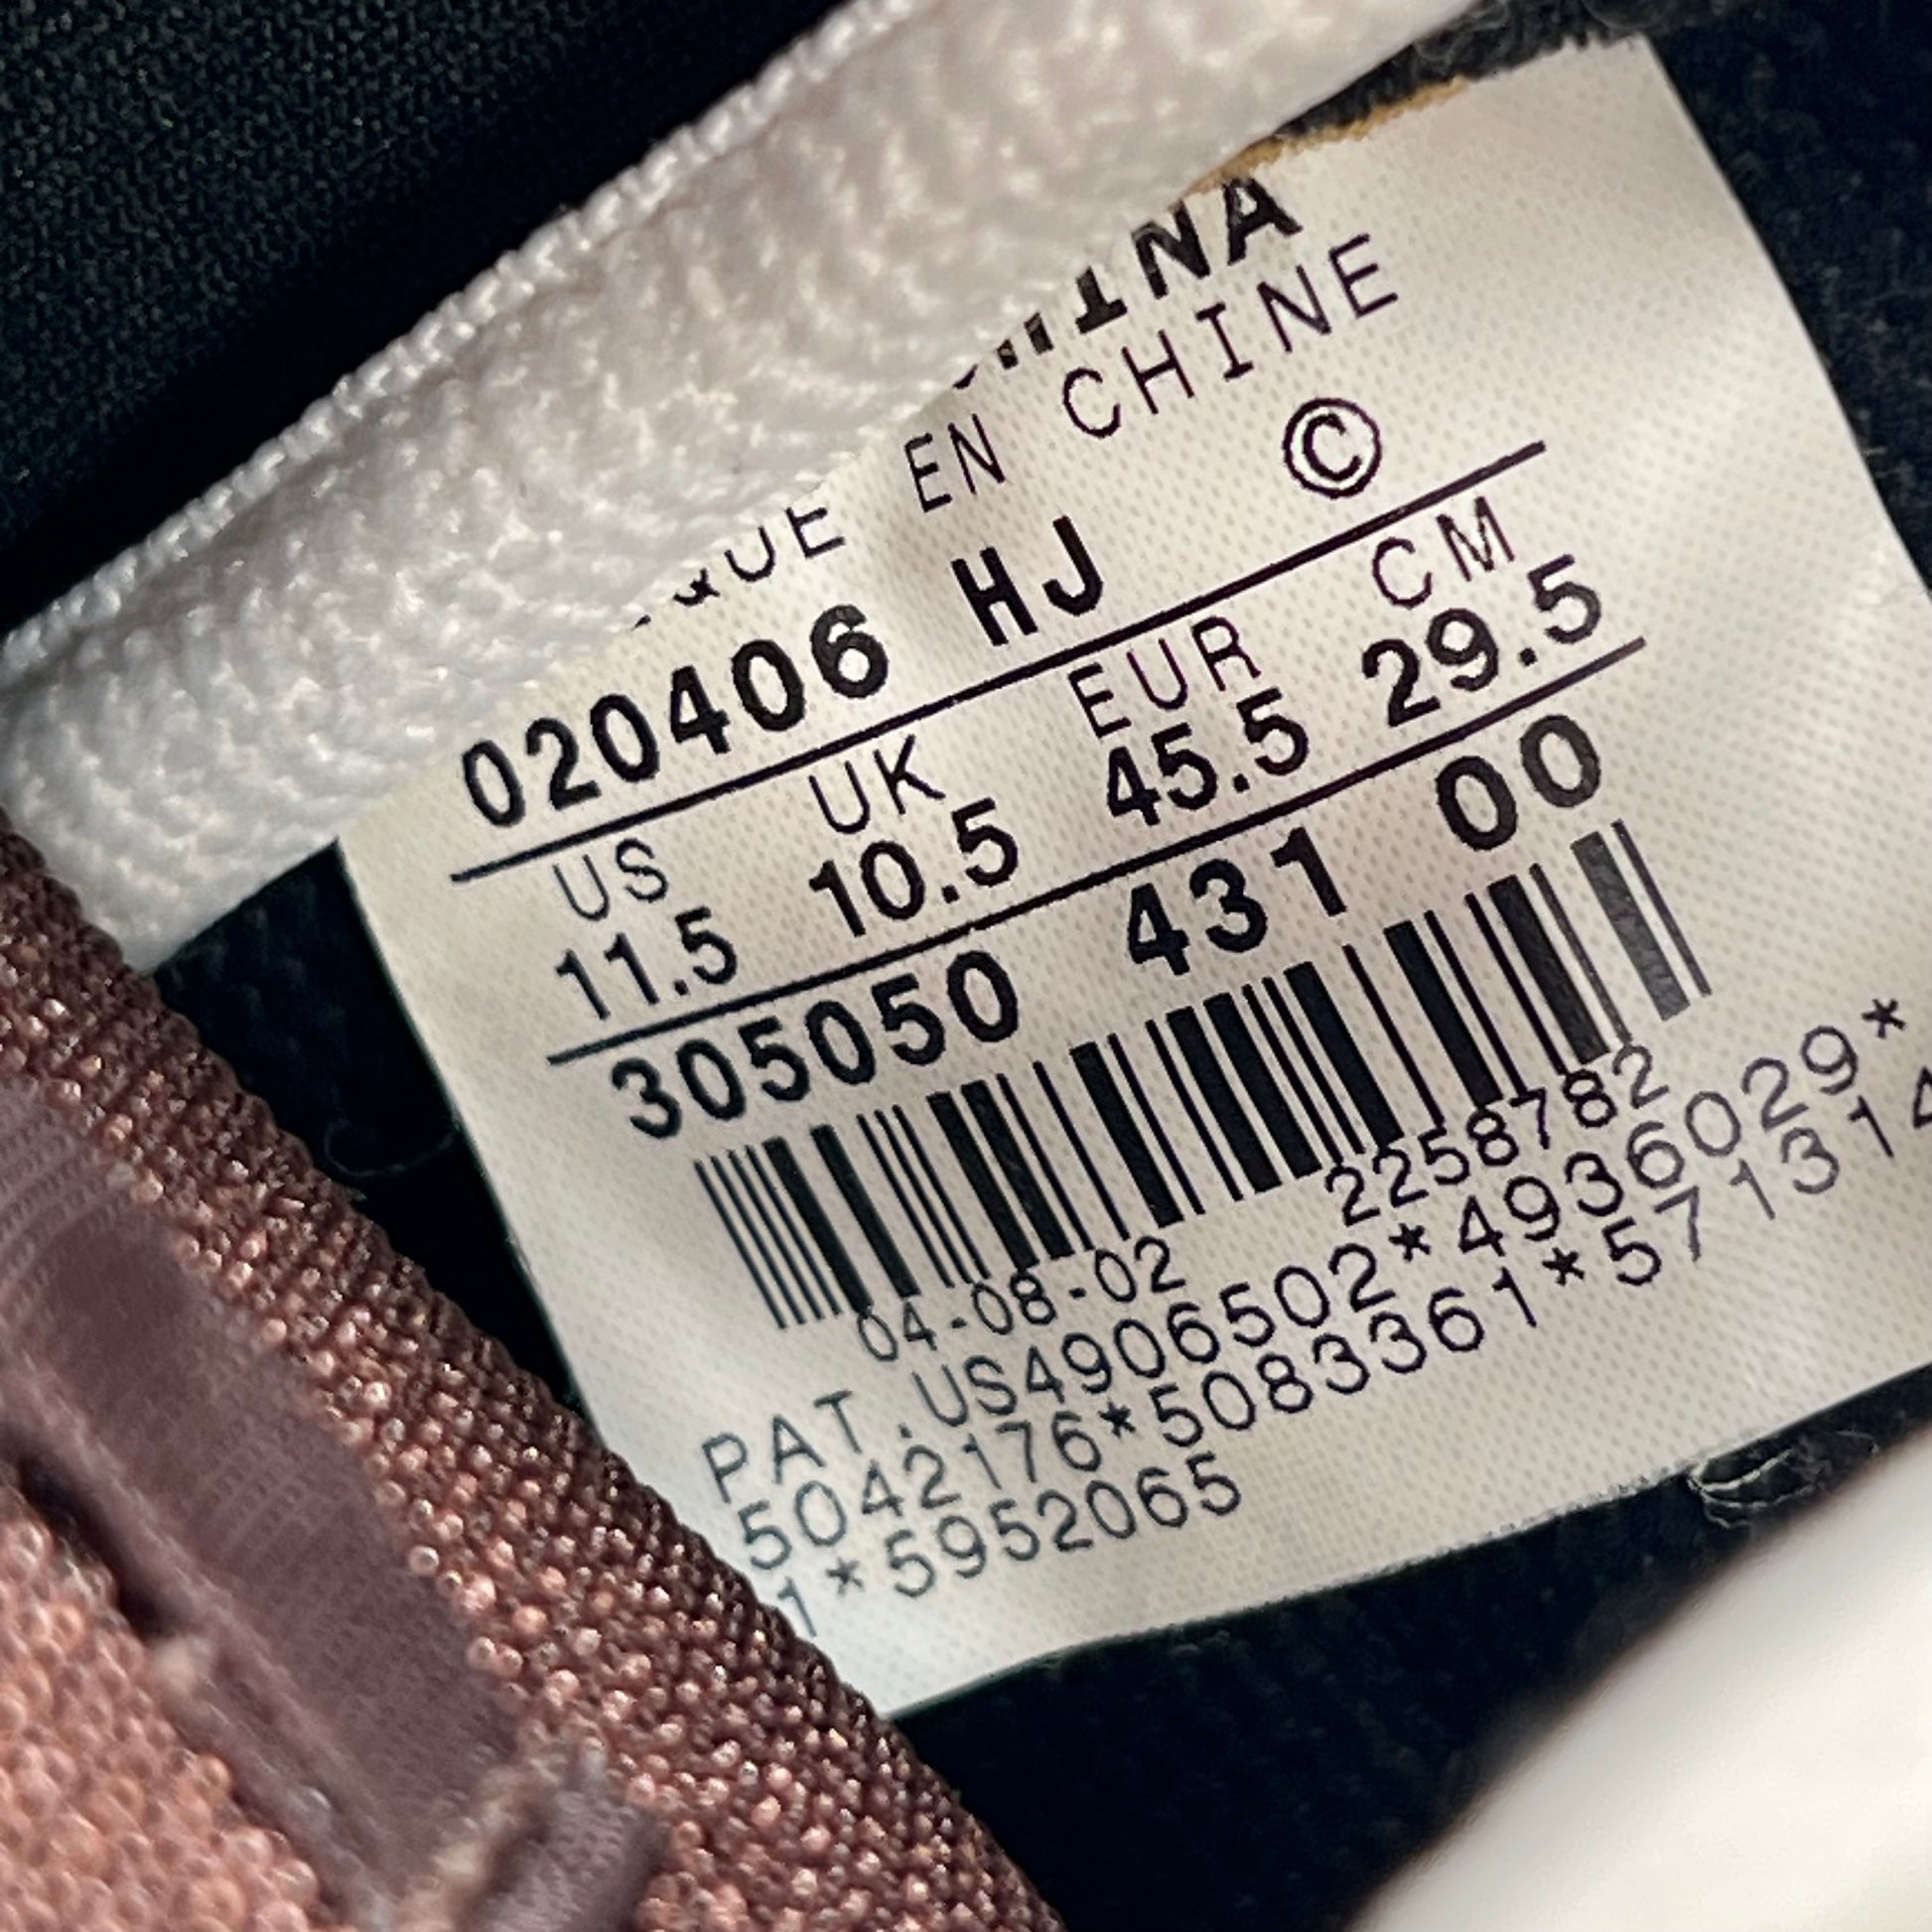 EN CHINE
020406 HJ ©
US UK EUR CM
11.5 10.5 45.5 29.5
305050 431 00
04-08-02 2258782
PAT.US4906502*4936029*
5042176*5083361*571314
1*5952065